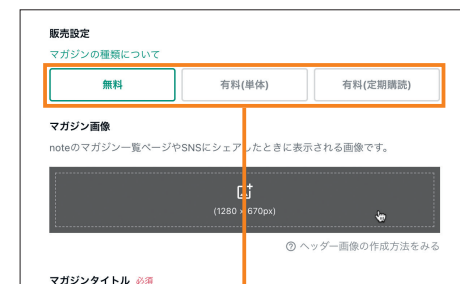 販売設定
マガジンの種類について
無料
有料(単体)
有料(定期購読)
マガジン画像
noteのマガジン一覧ページやSNSにシェアしたときに表示される画像です。
(1280 x 670px)
ヘッダー画像の作成方法をみる
マガジンタイトル 必須